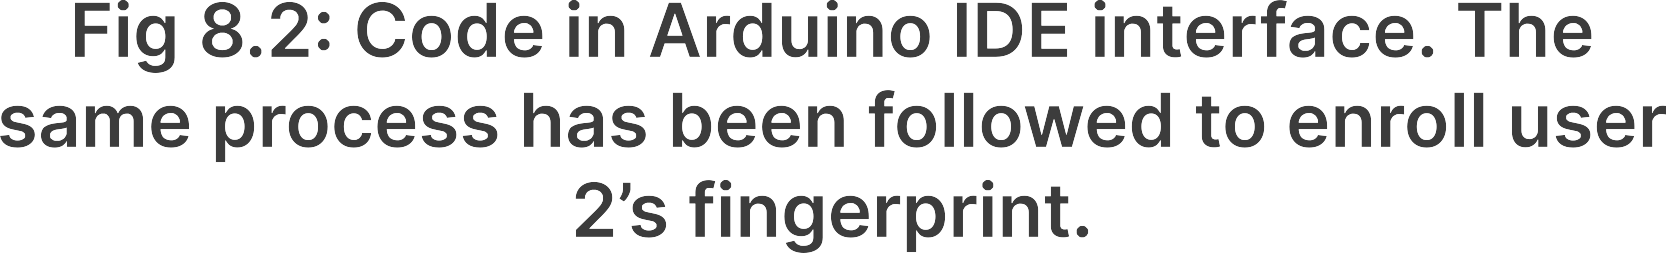 Fig 8.2: Code in Arduino IDE interface. The
same process has been followed to enroll user
2’s fingerprint.